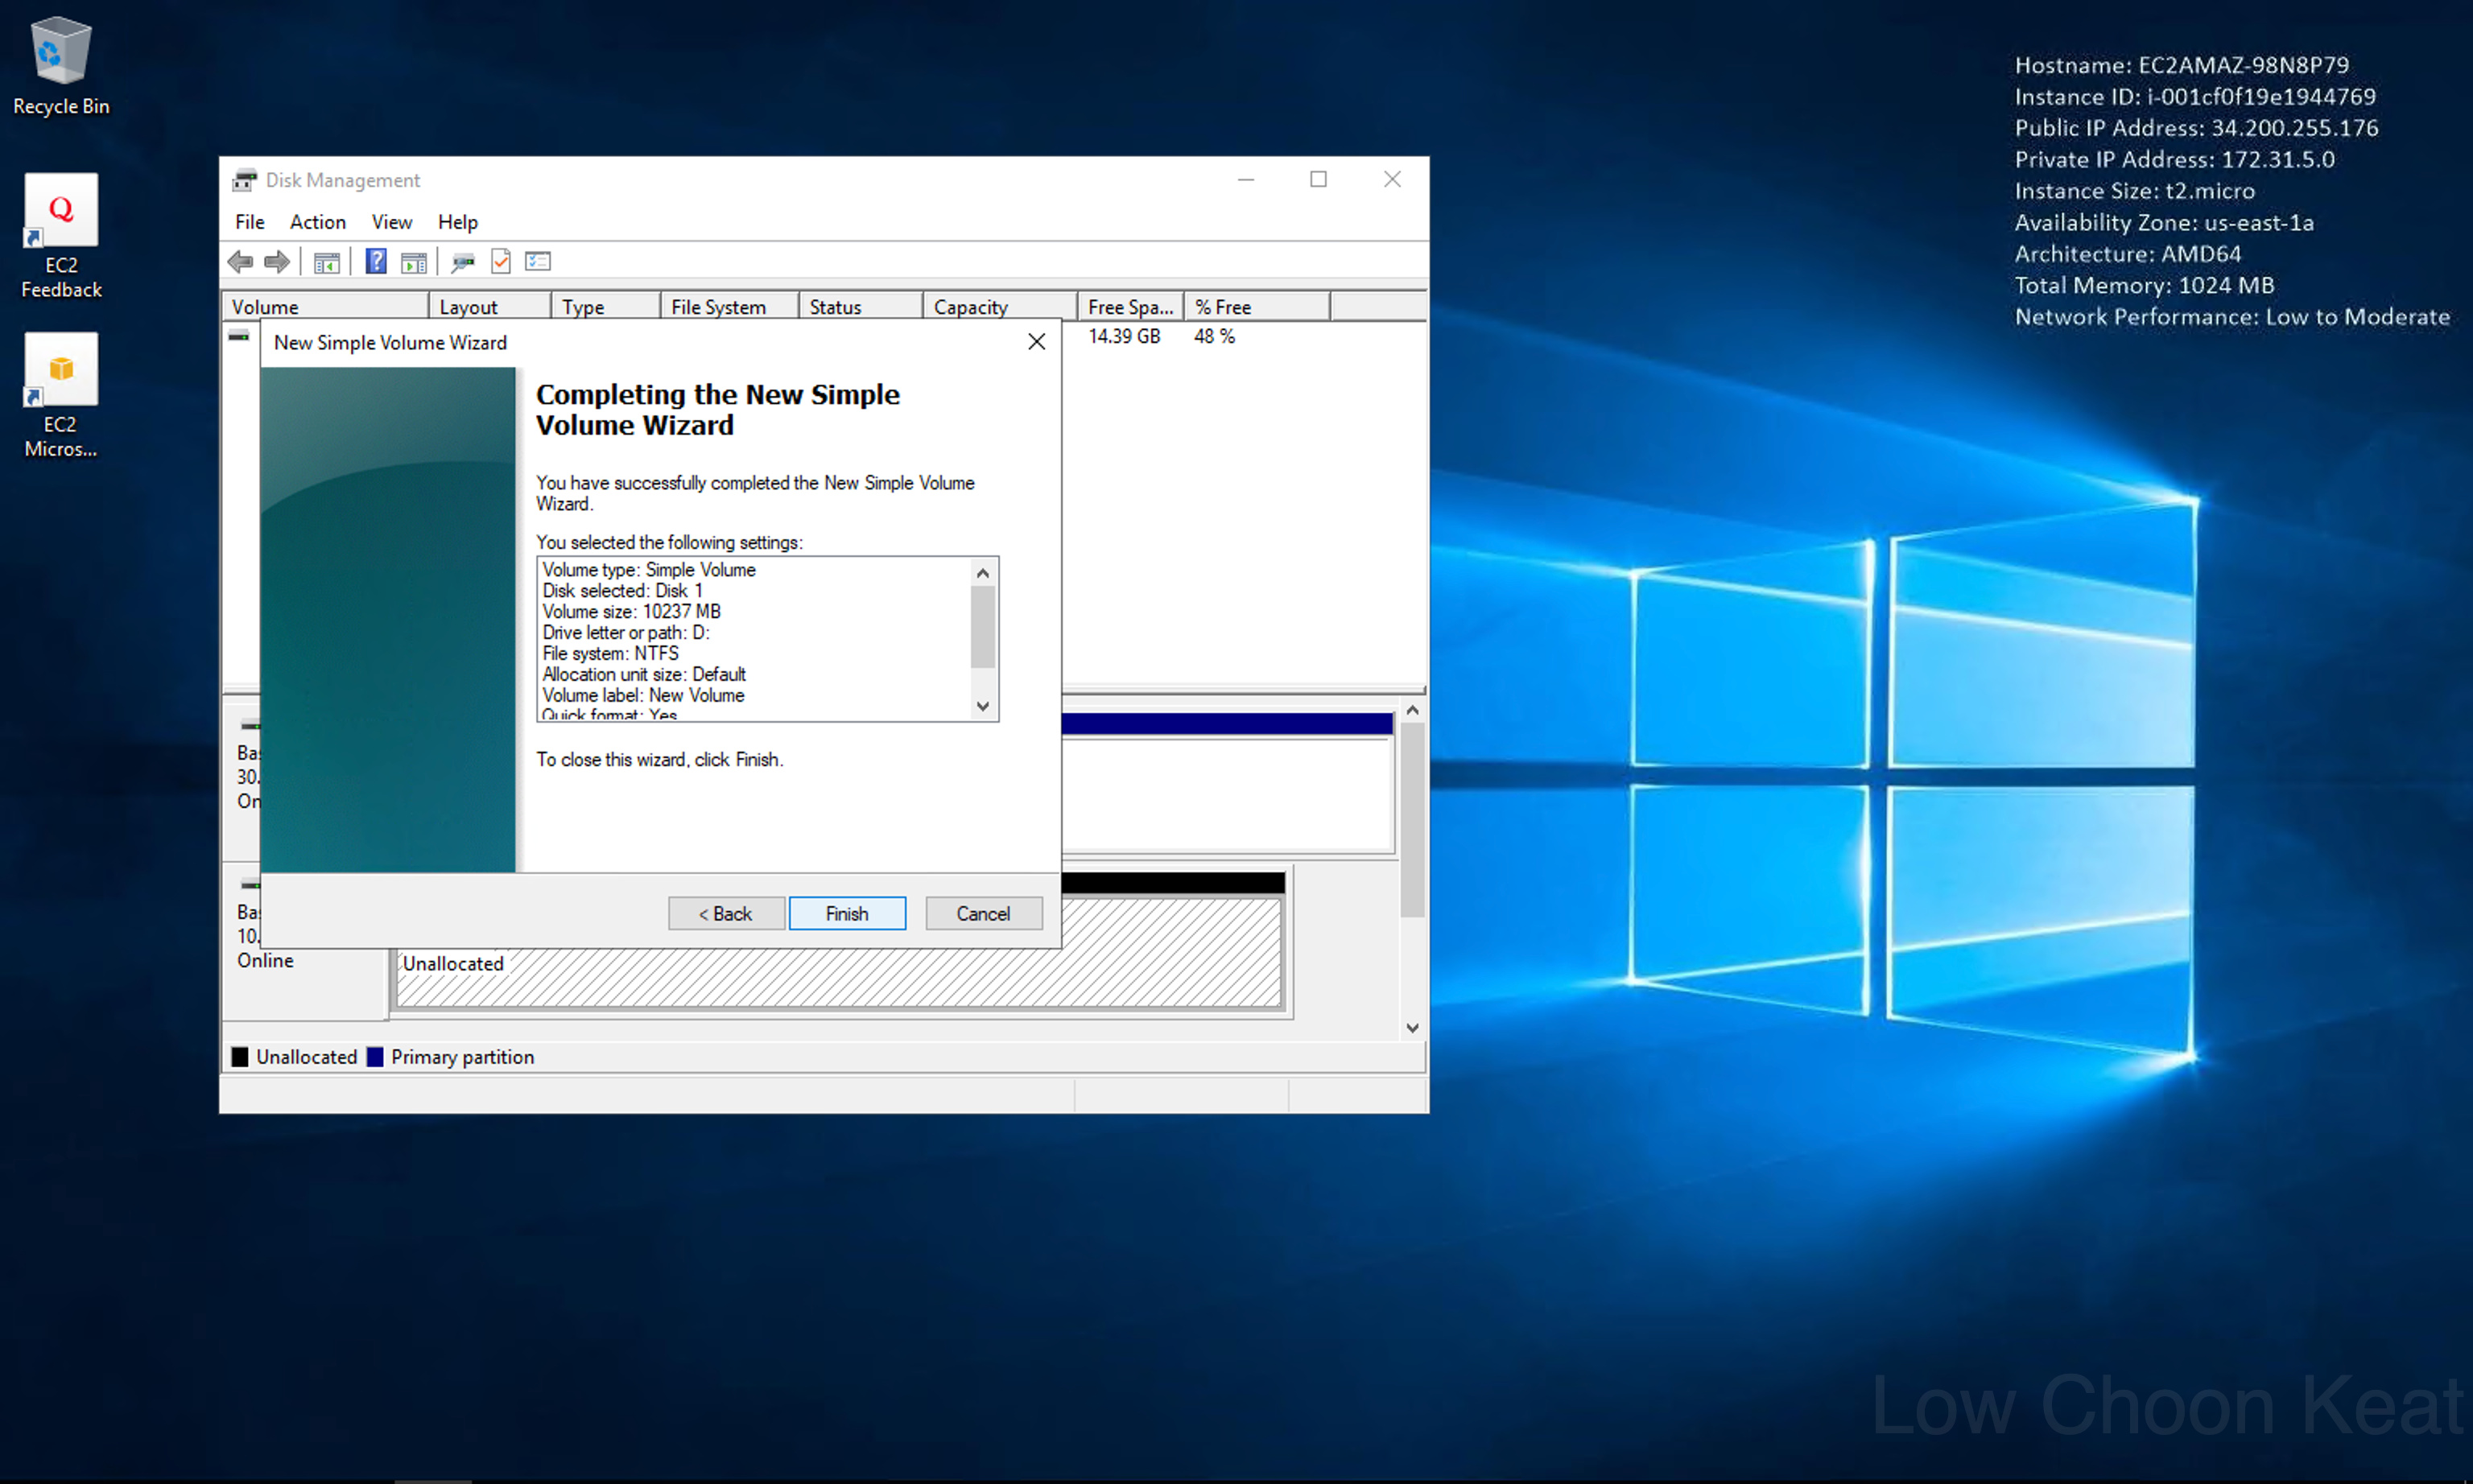 Recycle Bin
EC2
Feedback
EC2
Micros...
Hostname: EC2AMAZ-98N8P79
Instance ID: i-001cf0f19e1944769
Public IP Address: 34.200.255.176
Private IP Address: 172.31.5.0
Instance Size: t2.micro
Availability Zone: us-east-1a
Architecture: AMD64
Total Memory: 1024 MB
Network Performance: Low to Moderate
Disk Management
File Action View Help
Volume Layout Type File System Status Capacity Free Spa... % Free
14.39 GB 48 %
New Simple Volume Wizard
Completing the New Simple
Volume Wizard
You have successfully completed the New Simple Volume
Wizard.
You selected the following settings:
Volume type: Simple Volume
Disk selected: Disk 1
Volume size: 10237 MB
Drive letter or path: D:
File system: NTFS
Allocation unit size: Default
Volume label: New Volume
Quick format: Yes
To close this wizard, click Finish.
< Back Finish Cancel
Ba
30.
On
Ba
10.
Online
Unallocated
Unallocated Primary partition
Low Choon Keat